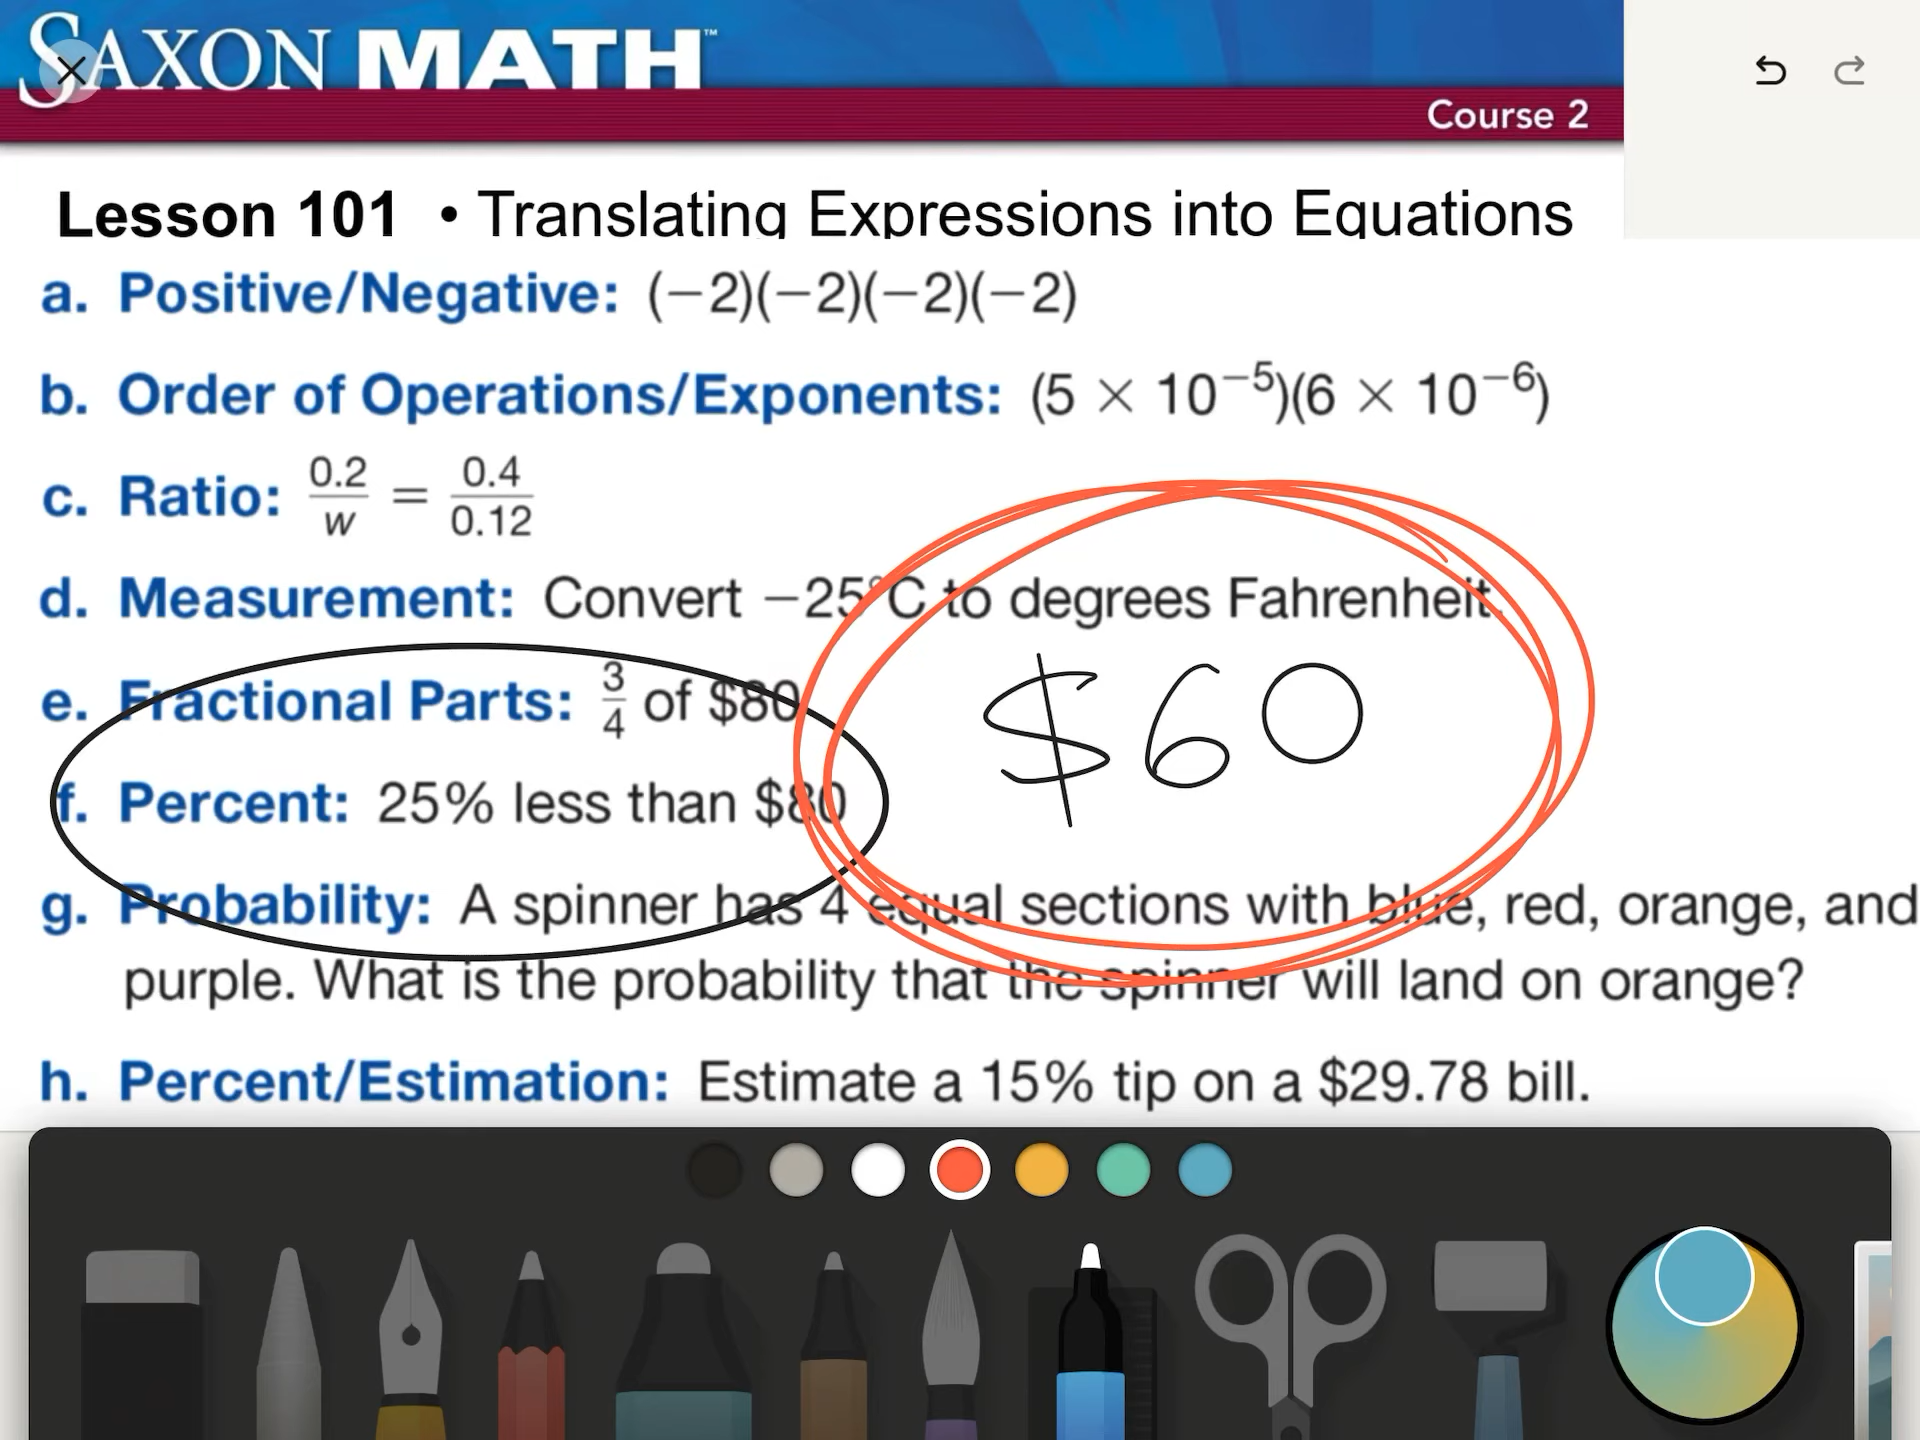 SAXON MATH™
Course 2
Lesson 101 • Translating Expressions into Equations
a. Positive/Negative: (−2)(−2)(−2)(−2)
b. Order of Operations/Exponents: (5 × 10⁻⁵)(6 × 10⁻⁶)
c. Ratio: 0.2/w = 0.4/0.12
d. Measurement: Convert −25°C to degrees Fahrenheit.
e. Fractional Parts: 3/4 of $80
f. Percent: 25% less than $80
$60
g. Probability: A spinner has 4 equal sections with blue, red, orange, and
purple. What is the probability that the spinner will land on orange?
h. Percent/Estimation: Estimate a 15% tip on a $29.78 bill.